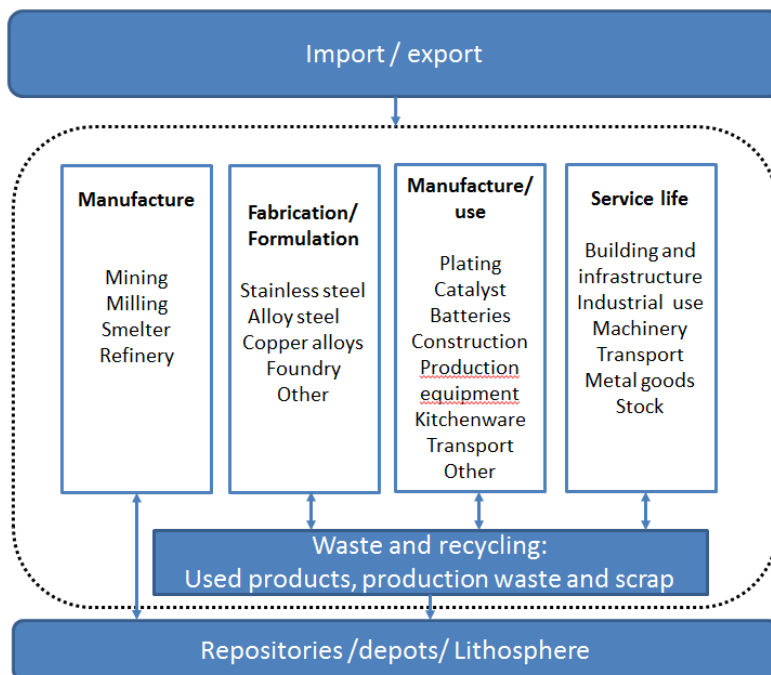 Import / export
Manufacture
Mining
Milling
Smelter
Refinery
Fabrication/
Formulation
Stainless steel
Alloy steel
Copper alloys
Foundry
Other
Manufacture/
use
Plating
Catalyst
Batteries
Construction
Production
equipment
Kitchenware
Transport
Other
Service life
Building and
infrastructure
Industrial use
Machinery
Transport
Metal goods
Stock
Waste and recycling:
Used products, production waste and scrap
Repositories /depots/ Lithosphere